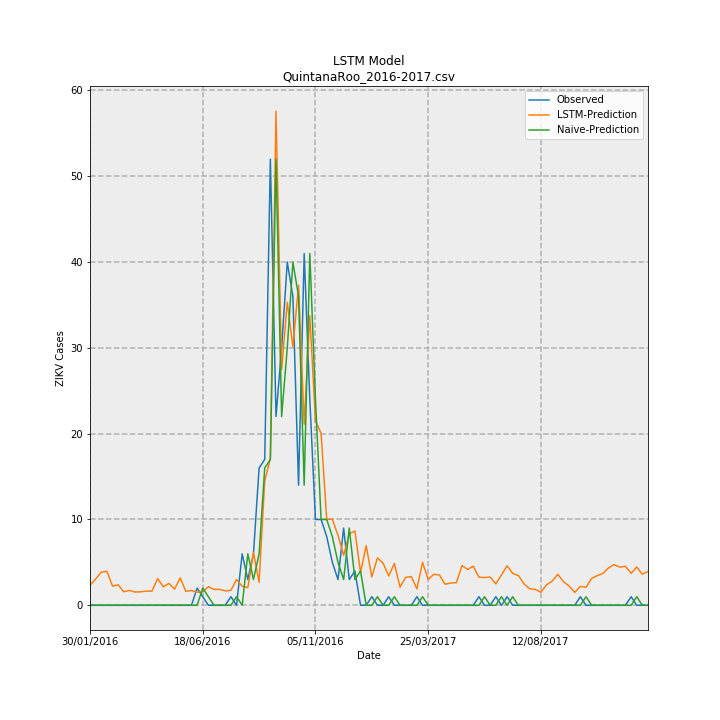 LSTM Model
QuintanaRoo_2016-2017.csv
Observed
LSTM-Prediction
Naive-Prediction
60
50
40
30
20
10
0
ZIKV Cases
30/01/2016 18/06/2016 05/11/2016 25/03/2017 12/08/2017
Date